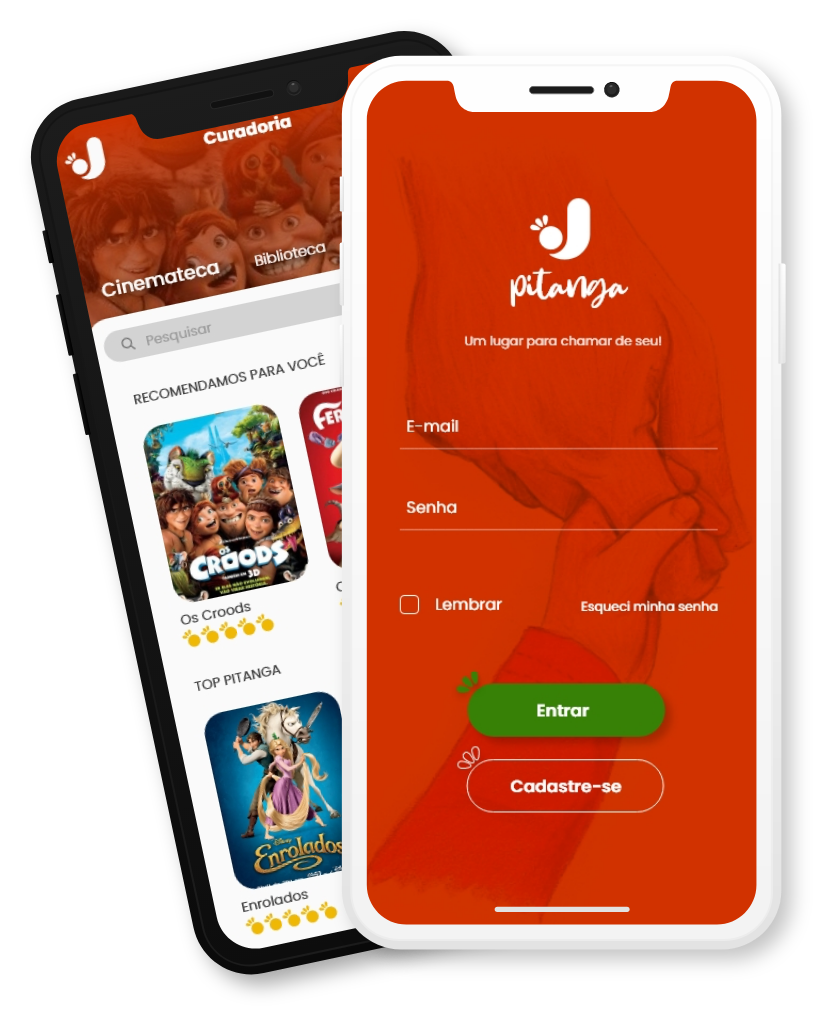 Curadoria
Cinemateca
Biblioteca
Pesquisar
RECOMENDAMOS PARA VOCÊ
OS
CROODS
3D
Os Croods
TOP PITANGA
Disney
Enrolados
Enrolados
pitanga
Um lugar para chamar de seu!
E-mail
Senha
Lembrar
Esqueci minha senha
Entrar
Cadastre-se